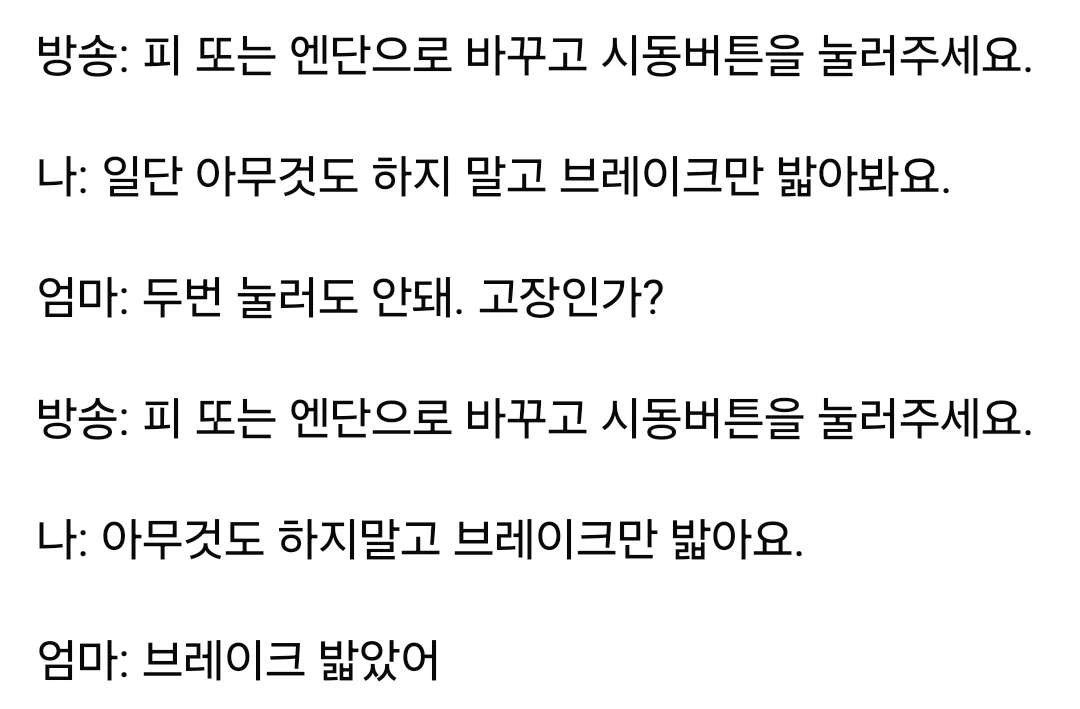 방송: 피 또는 엔단으로 바꾸고 시동버튼을 눌러주세요.
나: 일단 아무것도 하지 말고 브레이크만 밟아봐요.
엄마: 두번 눌러도 안돼. 고장인가?
방송: 피 또는 엔단으로 바꾸고 시동버튼을 눌러주세요.
나: 아무것도 하지말고 브레이크만 밟아요.
엄마: 브레이크 밟았어